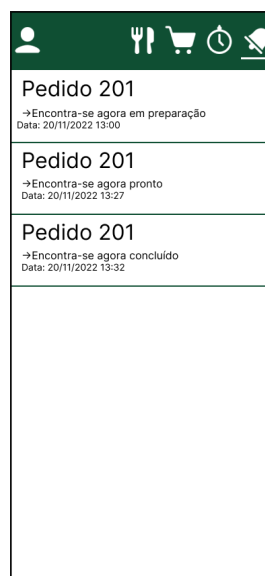 Pedido 201
→Encontra-se agora em preparação
Data: 20/11/2022 13:00
Pedido 201
→Encontra-se agora pronto
Data: 20/11/2022 13:27
Pedido 201
→Encontra-se agora concluído
Data: 20/11/2022 13:32